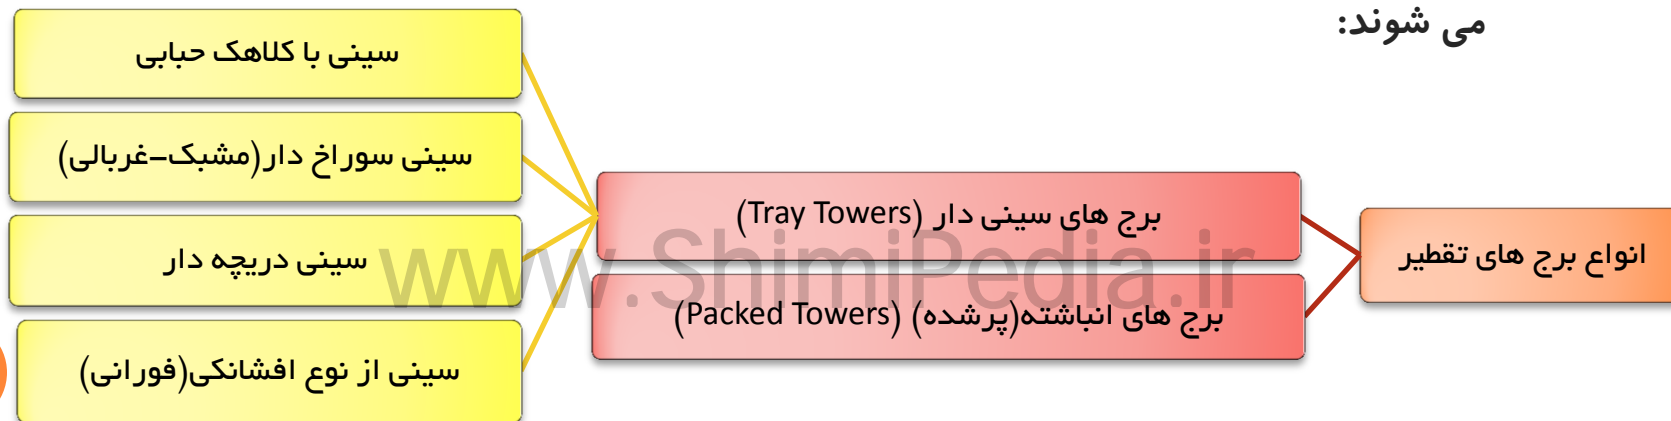 می شوند:
انواع برج های تقطیر
برج های سینی دار (Tray Towers)
برج های انباشته(پرشده) (Packed Towers)
سینی با کلاهک حبابی
سینی سوراخ دار(مشبک-غربالی)
سینی دریچه دار
سینی از نوع افشانکی(فورانی)
www.ShimiPedia.ir